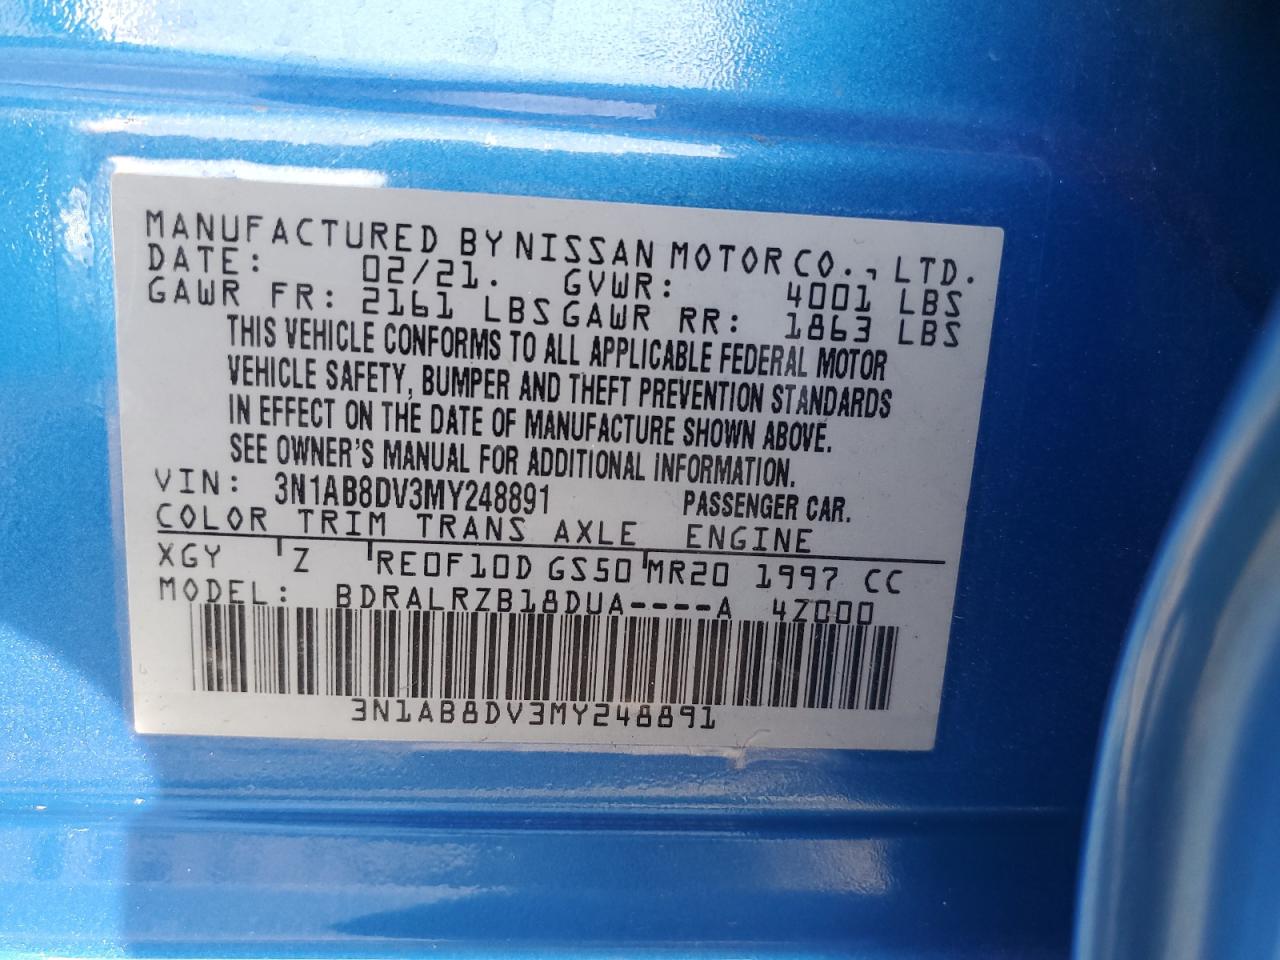 MANUFACTURED BY NISSAN MOTOR CO., LTD.
DATE: 02/21. GVWR: 4001 LBS
GAWR FR: 2161 LBS GAWR RR: 1863 LBS
THIS VEHICLE CONFORMS TO ALL APPLICABLE FEDERAL MOTOR
VEHICLE SAFETY, BUMPER AND THEFT PREVENTION STANDARDS
IN EFFECT ON THE DATE OF MANUFACTURE SHOWN ABOVE.
SEE OWNER'S MANUAL FOR ADDITIONAL INFORMATION.
VIN: 3N1AB8DV3MY248891 PASSENGER CAR.
COLOR TRIM TRANS AXLE ENGINE
XGY Z RE0F10D GS50 MR20 1997 CC
MODEL: BDRALRZB18DUA----A 4Z000
3N1AB8DV3MY248891